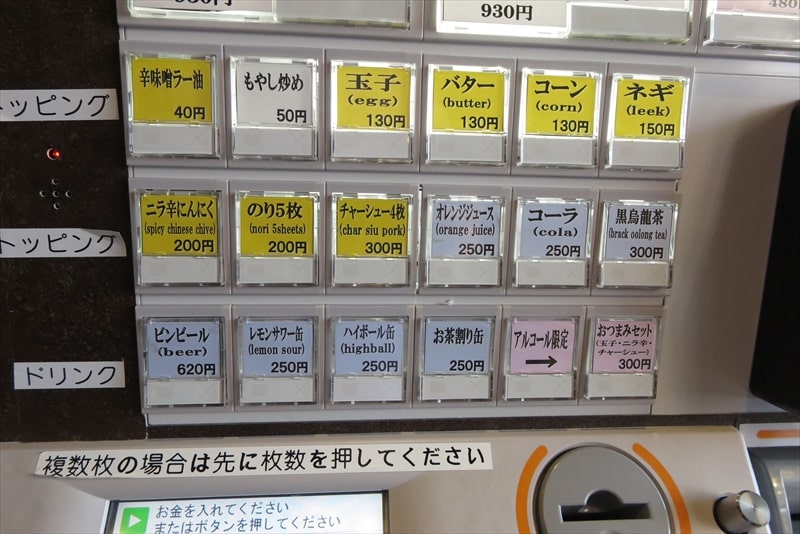 930円
480
トッピング
辛味噌ラー油
40円
もやし炒め
50円
玉子
(egg)
130円
バター
(butter)
130円
コーン
(corn)
130円
ネギ
(leek)
150円
トッピング
ニラ辛にんにく
(spicy chinese chive)
200円
のり5枚
(nori 5sheets)
200円
チャーシュー4枚
(char siu pork)
300円
オレンジジュース
(orange juice)
250円
コーラ
(cola)
250円
黒烏龍茶
(brack oolong tea)
300円
ドリンク
ビンビール
(beer)
620円
レモンサワー缶
(lemon sour)
250円
ハイボール缶
(highball)
250円
お茶割り缶
250円
アルコール限定
→
おつまみセット
(玉子・ニラ辛・
チャーシュー)
300円
複数枚の場合は先に枚数を押してください
お金を入れてください
またはボタンを押してください